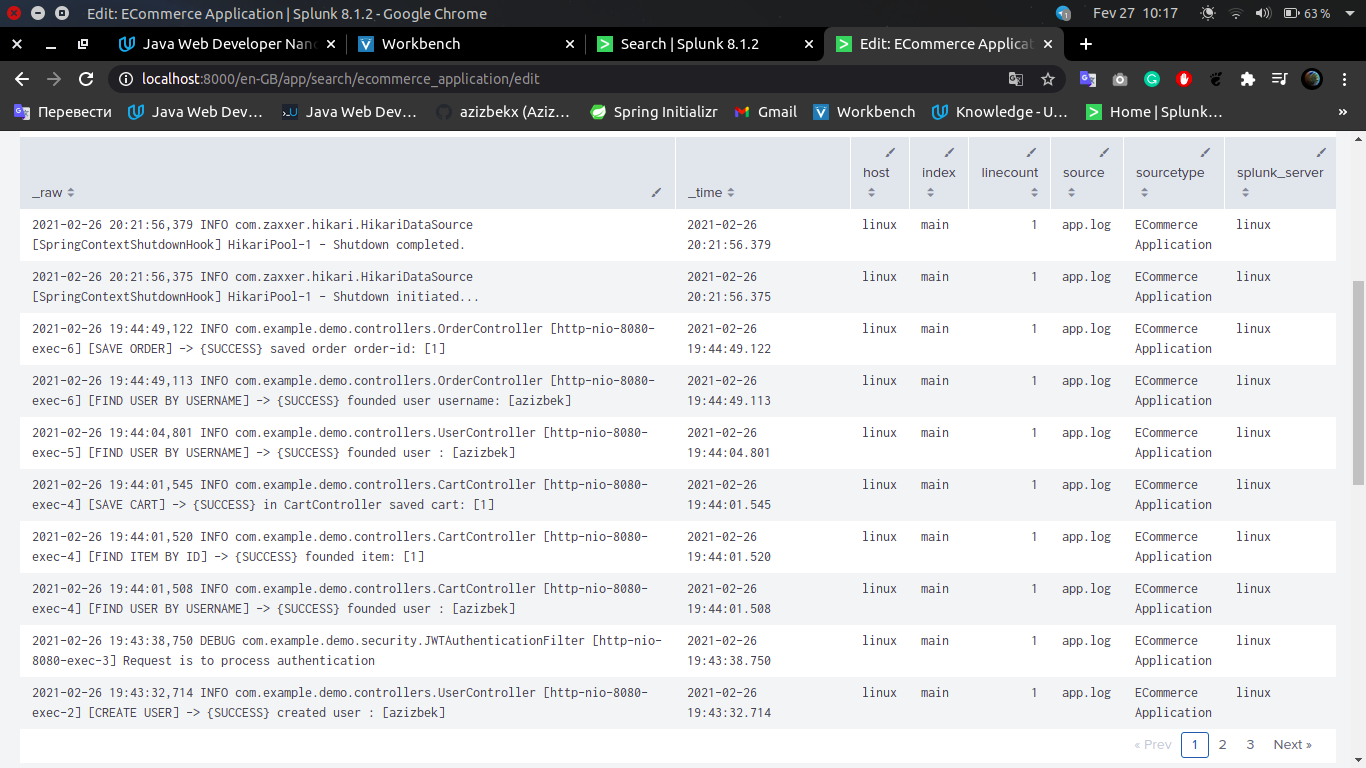 Edit: ECommerce Application | Splunk 8.1.2 - Google Chrome
Fev 27 10:17
63 %
Java Web Developer Nan
Workbench
Search | Splunk 8.1.2
Edit: ECommerce Applicat
localhost:8000/en-GB/app/search/ecommerce_application/edit
Перевести
Java Web Dev…
Java Web Dev…
azizbekx (Aziz…
Spring Initializr
Gmail
Workbench
Knowledge - U…
Home | Splunk…
»
_raw
_time
host
index
linecount
source
sourcetype
splunk_server
2021-02-26 20:21:56,379 INFO com.zaxxer.hikari.HikariDataSource
[SpringContextShutdownHook] HikariPool-1 - Shutdown completed.
2021-02-26
20:21:56.379
linux
main
1
app.log
ECommerce
Application
linux
2021-02-26 20:21:56,375 INFO com.zaxxer.hikari.HikariDataSource
[SpringContextShutdownHook] HikariPool-1 - Shutdown initiated...
2021-02-26
20:21:56.375
linux
main
1
app.log
ECommerce
Application
linux
2021-02-26 19:44:49,122 INFO com.example.demo.controllers.OrderController [http-nio-8080-
exec-6] [SAVE ORDER] -> {SUCCESS} saved order order-id: [1]
2021-02-26
19:44:49.122
linux
main
1
app.log
ECommerce
Application
linux
2021-02-26 19:44:49,113 INFO com.example.demo.controllers.OrderController [http-nio-8080-
exec-6] [FIND USER BY USERNAME] -> {SUCCESS} founded user username: [azizbek]
2021-02-26
19:44:49.113
linux
main
1
app.log
ECommerce
Application
linux
2021-02-26 19:44:04,801 INFO com.example.demo.controllers.UserController [http-nio-8080-
exec-5] [FIND USER BY USERNAME] -> {SUCCESS} founded user : [azizbek]
2021-02-26
19:44:04.801
linux
main
1
app.log
ECommerce
Application
linux
2021-02-26 19:44:01,545 INFO com.example.demo.controllers.CartController [http-nio-8080-
exec-4] [SAVE CART] -> {SUCCESS} in CartController saved cart: [1]
2021-02-26
19:44:01.545
linux
main
1
app.log
ECommerce
Application
linux
2021-02-26 19:44:01,520 INFO com.example.demo.controllers.CartController [http-nio-8080-
exec-4] [FIND ITEM BY ID] -> {SUCCESS} founded item: [1]
2021-02-26
19:44:01.520
linux
main
1
app.log
ECommerce
Application
linux
2021-02-26 19:44:01,508 INFO com.example.demo.controllers.CartController [http-nio-8080-
exec-4] [FIND USER BY USERNAME] -> {SUCCESS} founded user : [azizbek]
2021-02-26
19:44:01.508
linux
main
1
app.log
ECommerce
Application
linux
2021-02-26 19:43:38,750 DEBUG com.example.demo.security.JWTAuthenticationFilter [http-nio-
8080-exec-3] Request is to process authentication
2021-02-26
19:43:38.750
linux
main
1
app.log
ECommerce
Application
linux
2021-02-26 19:43:32,714 INFO com.example.demo.controllers.UserController [http-nio-8080-
exec-2] [CREATE USER] -> {SUCCESS} created user : [azizbek]
2021-02-26
19:43:32.714
linux
main
1
app.log
ECommerce
Application
linux
« Prev 1 2 3 Next »